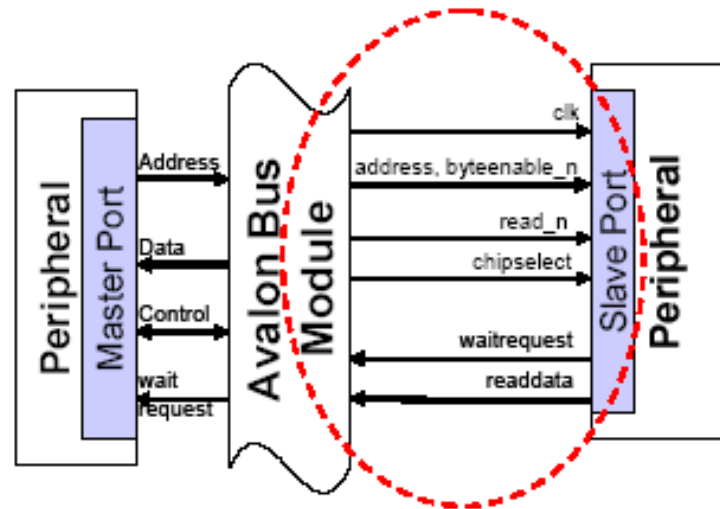 Peripheral
Master Port
Address
Data
Control
wait
request
Avalon Bus
Module
clk
address, byteenable_n
read_n
chipselect
waitrequest
readdata
Slave Port
Peripheral